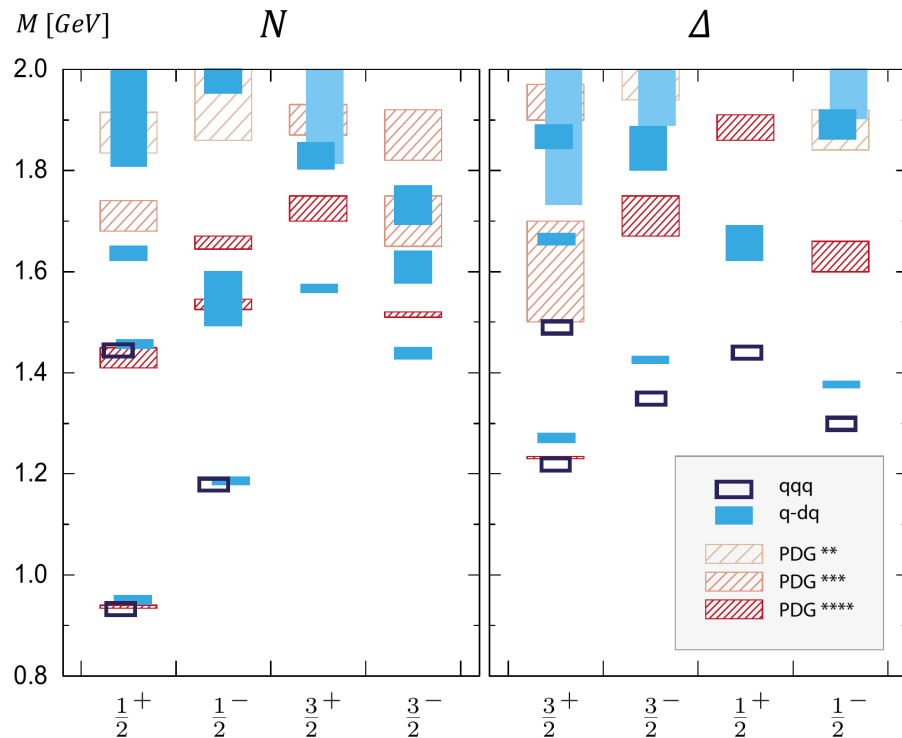 M [GeV]
N
Δ
2.0
1.8
1.6
1.4
1.2
1.0
0.8
qqq
q-dq
PDG **
PDG ***
PDG ****
1/2+ 1/2− 3/2+ 3/2− 3/2+ 3/2− 1/2+ 1/2−